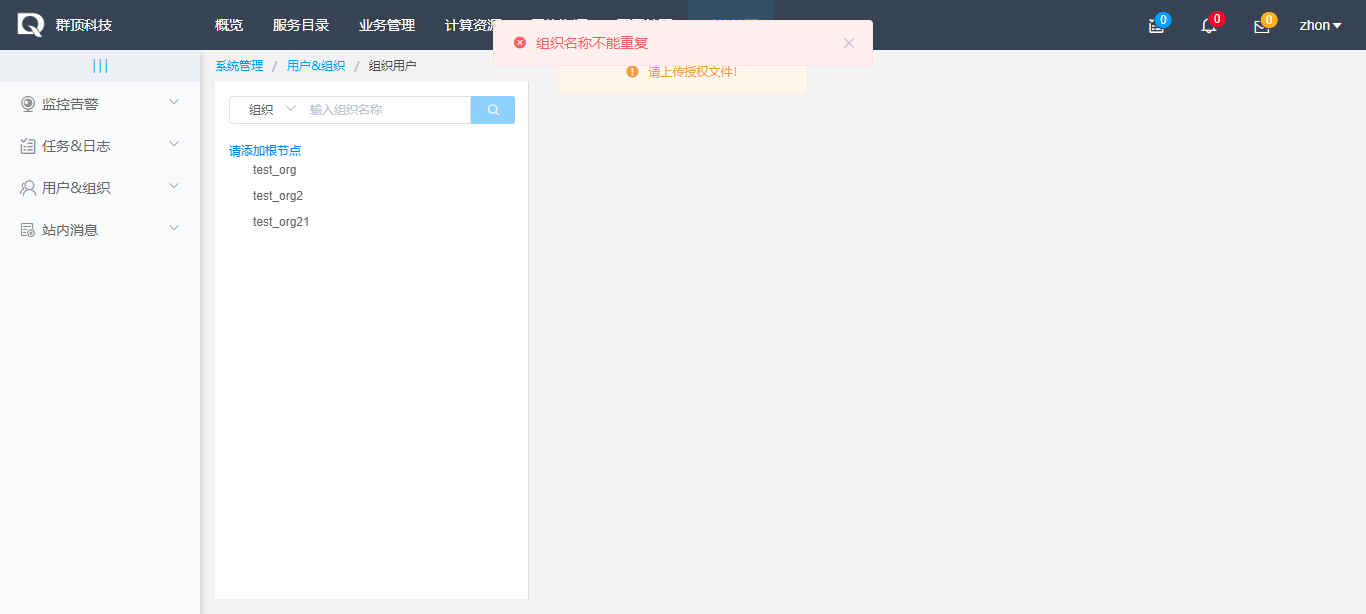 群顶科技
概览 服务目录 业务管理 计算资源
0 0 0 zhon
组织名称不能重复
请上传授权文件!
系统管理 / 用户&组织 / 组织用户
监控告警
任务&日志
用户&组织
站内消息
组织 输入组织名称
请添加根节点
test_org
test_org2
test_org21